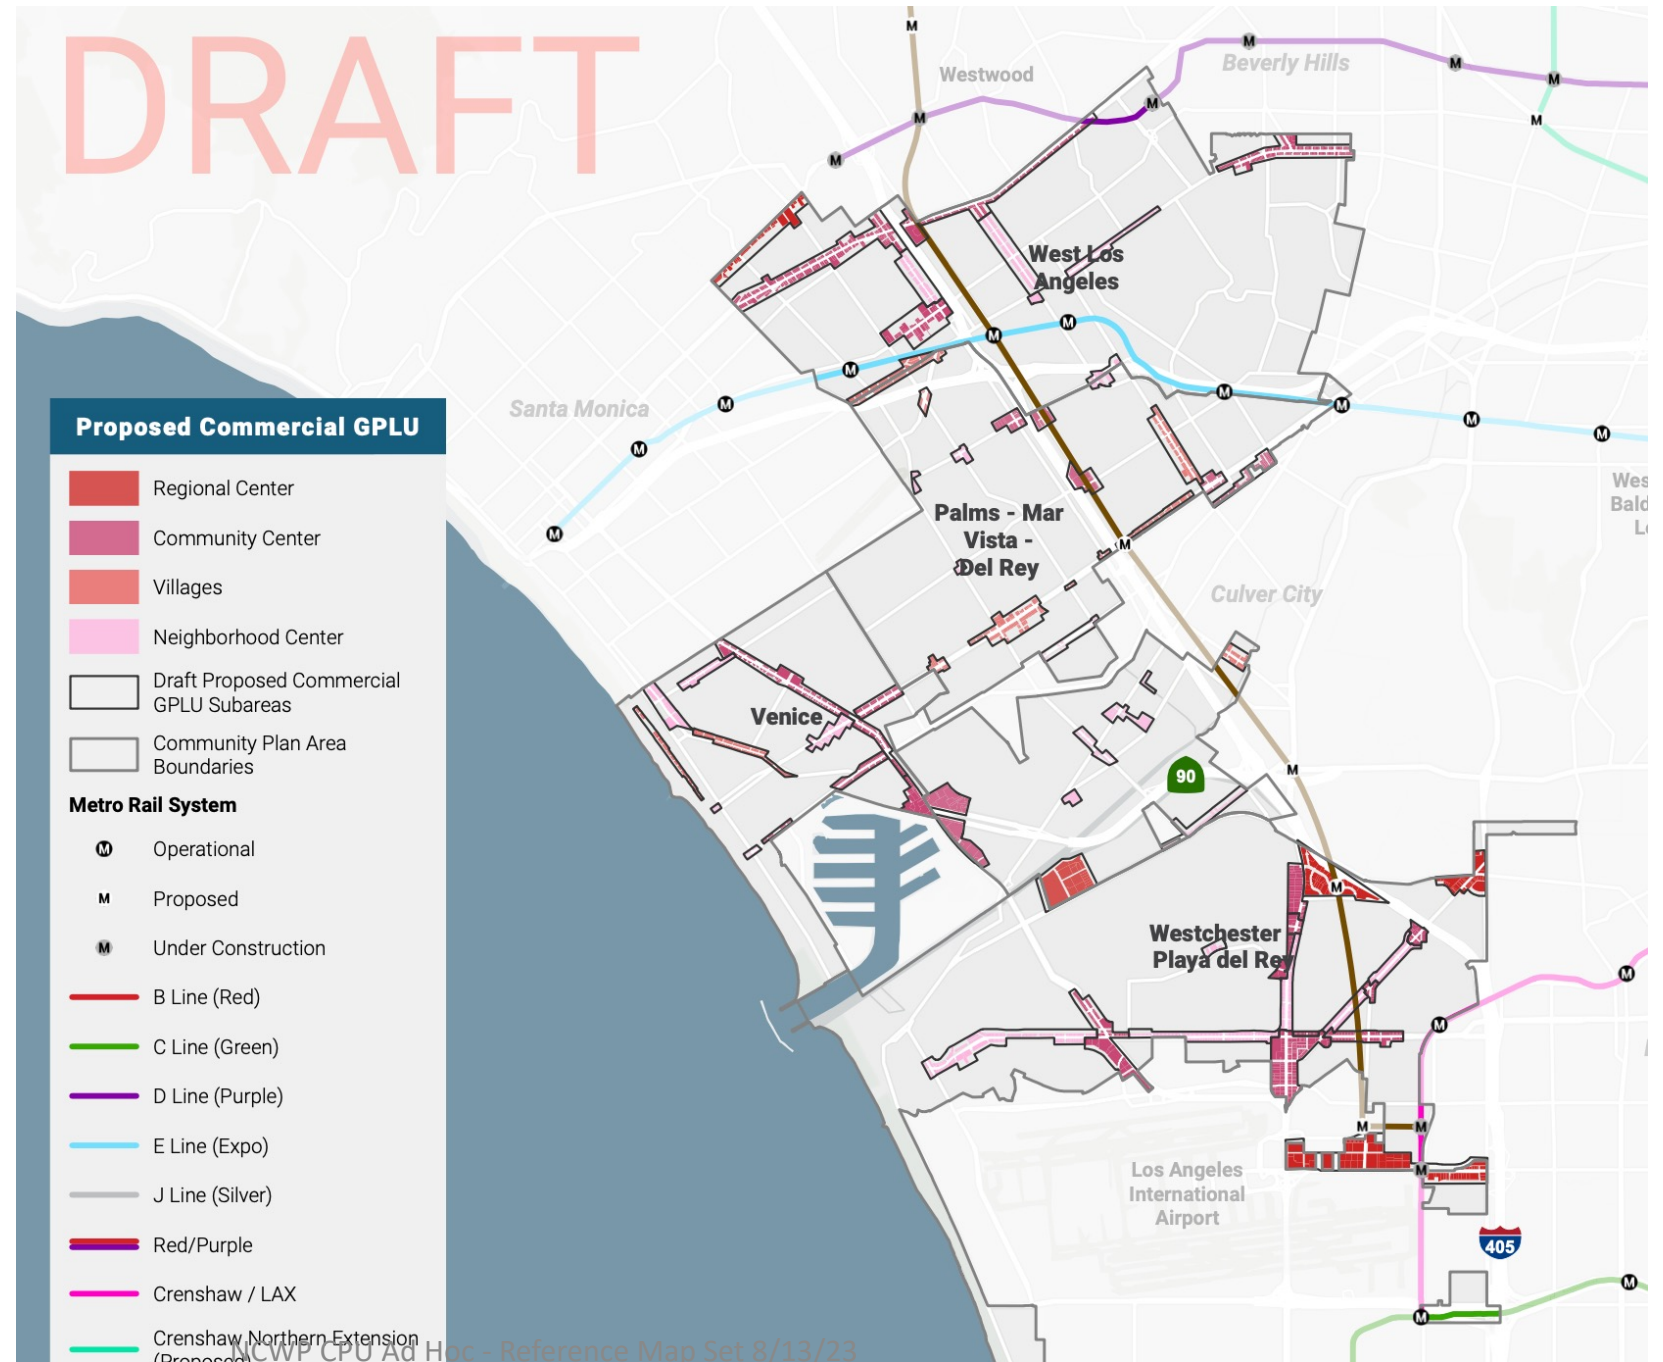 DRAFT
Westwood
Beverly Hills
West Los
Angeles
Santa Monica
Proposed Commercial GPLU
Regional Center
Community Center
Villages
Neighborhood Center
Draft Proposed Commercial
GPLU Subareas
Community Plan Area
Boundaries
Metro Rail System
M Operational
M Proposed
M Under Construction
B Line (Red)
C Line (Green)
D Line (Purple)
E Line (Expo)
J Line (Silver)
Red/Purple
Crenshaw / LAX
Crenshaw Northern Extension
(Proposed)
Palms - Mar
Vista -
Del Rey
Culver City
Wes
Bald
L
Venice
90
Westchester
Playa del Rey
Los Angeles
International
Airport
405
NCWP CPU Ad Hoc - Reference Map Set 8/13/23